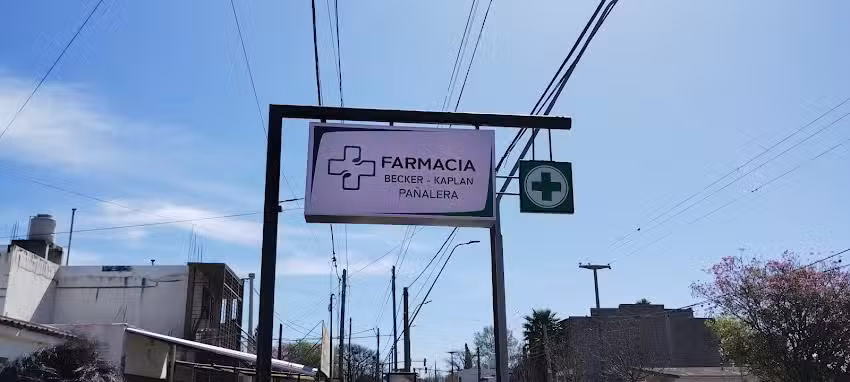 FARMACIA
BECKER - KAPLAN
PAÑALERA